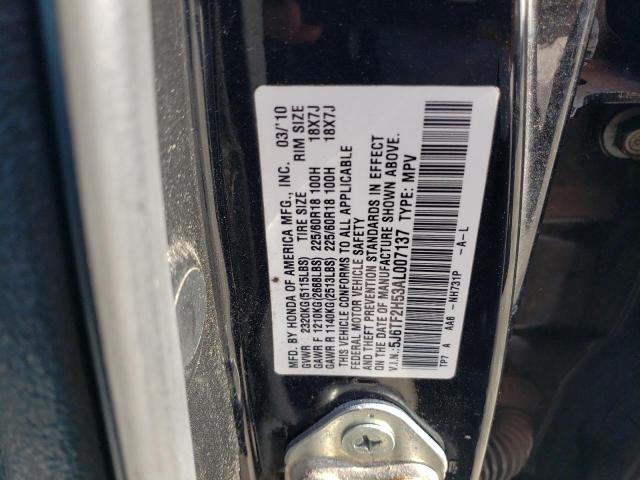 MFD. BY HONDA OF AMERICA MFG., INC. 03/'10
TIRE SIZE RIM SIZE
GVWR 2320KG(5115LBS)
GAWR F 1210KG(2668LBS) 225/60R18 100H 18X7J
GAWR R 1140KG(2513LBS) 225/60R18 100H 18X7J
THIS VEHICLE CONFORMS TO ALL APPLICABLE
FEDERAL MOTOR VEHICLE SAFETY
AND THEFT PREVENTION STANDARDS IN EFFECT
ON THE DATE OF MANUFACTURE SHOWN ABOVE.
V.I.N.:5J6TF2H53AL007137 TYPE: MPV
TP7 A AA6 -NH731P -A-L